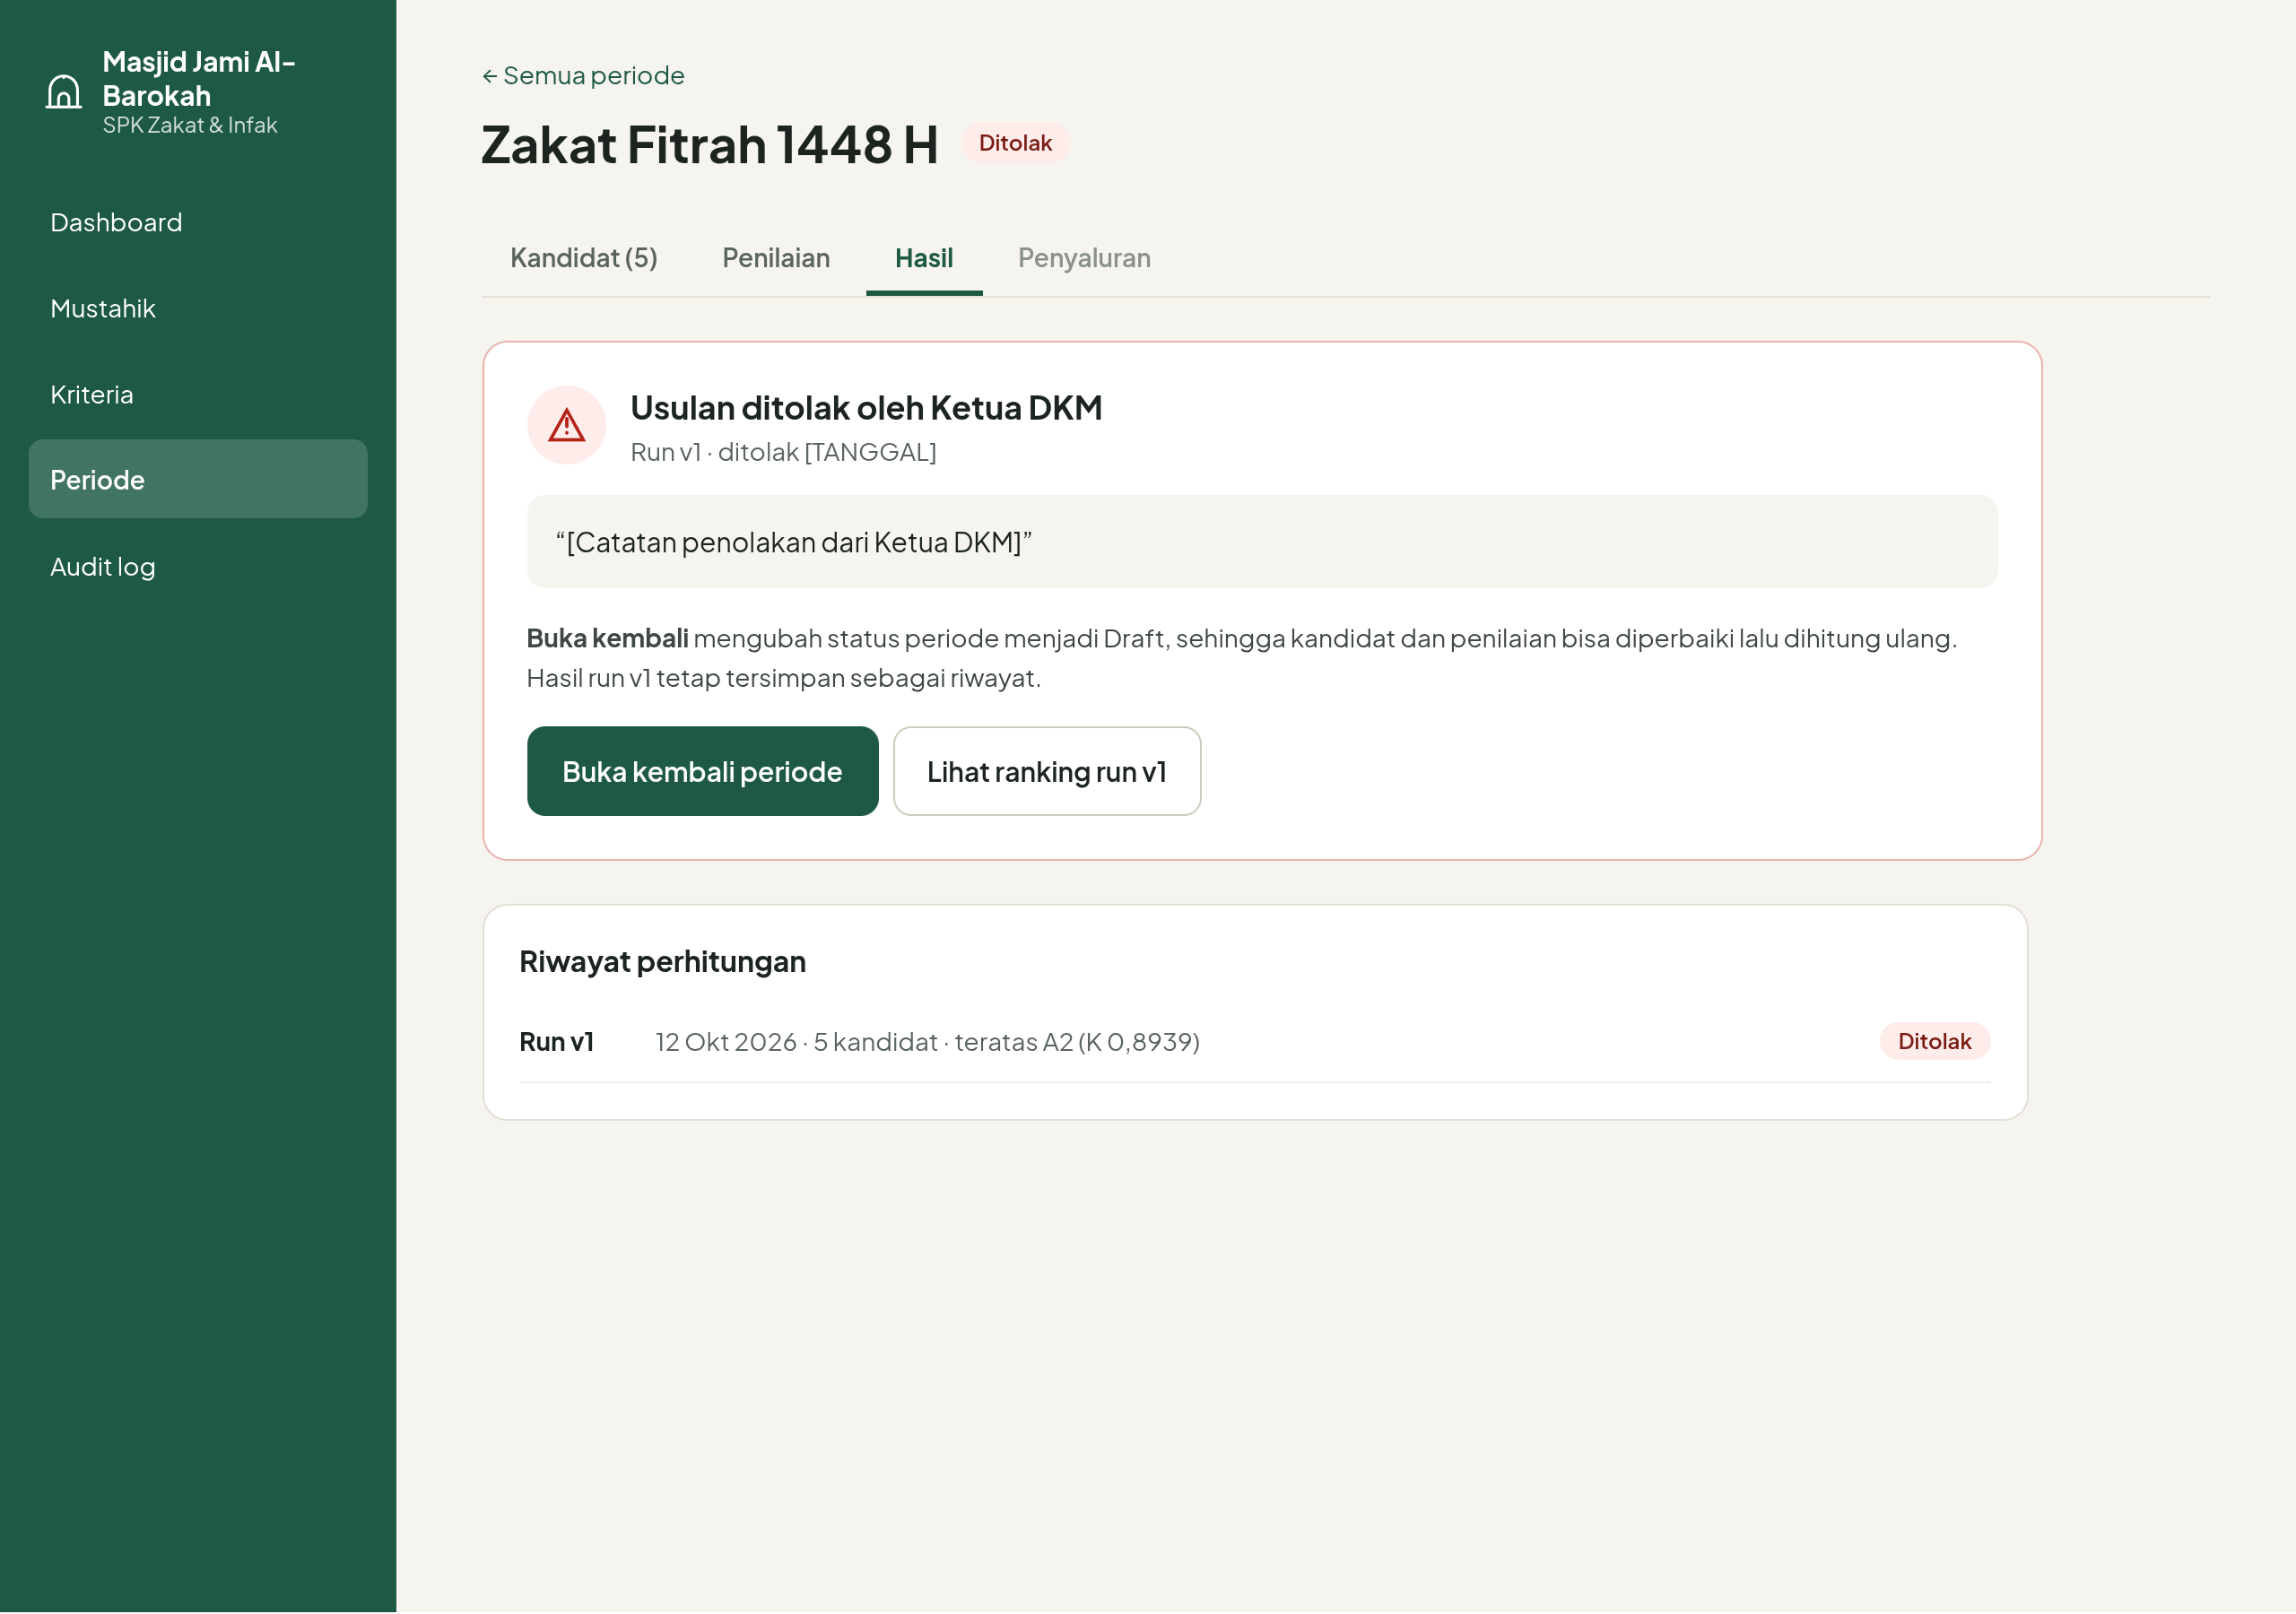 Masjid Jami Al-
Barokah
SPK Zakat & Infak
Dashboard
Mustahik
Kriteria
Periode
Audit log
← Semua periode
Zakat Fitrah 1448 H
Ditolak
Kandidat (5)
Penilaian
Hasil
Penyaluran
Usulan ditolak oleh Ketua DKM
Run v1 · ditolak [TANGGAL]
“[Catatan penolakan dari Ketua DKM]”
Buka kembali mengubah status periode menjadi Draft, sehingga kandidat dan penilaian bisa diperbaiki lalu dihitung ulang.
Hasil run v1 tetap tersimpan sebagai riwayat.
Buka kembali periode
Lihat ranking run v1
Riwayat perhitungan
Run v1
12 Okt 2026 · 5 kandidat · teratas A2 (K 0,8939)
Ditolak